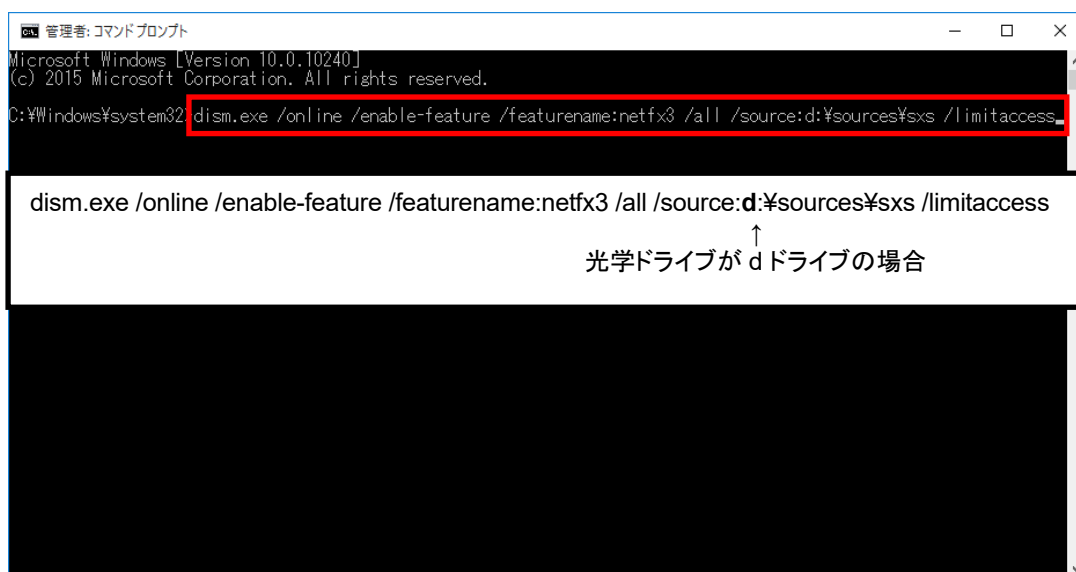 管理者: コマンド プロンプト
Microsoft Windows [Version 10.0.10240]
(c) 2015 Microsoft Corporation. All rights reserved.
C:¥Windows¥system32>dism.exe /online /enable-feature /featurename:netfx3 /all /source:d:¥sources¥sxs /limitaccess
dism.exe /online /enable-feature /featurename:netfx3 /all /source:d:¥sources¥sxs /limitaccess
↑
光学ドライブが d ドライブの場合